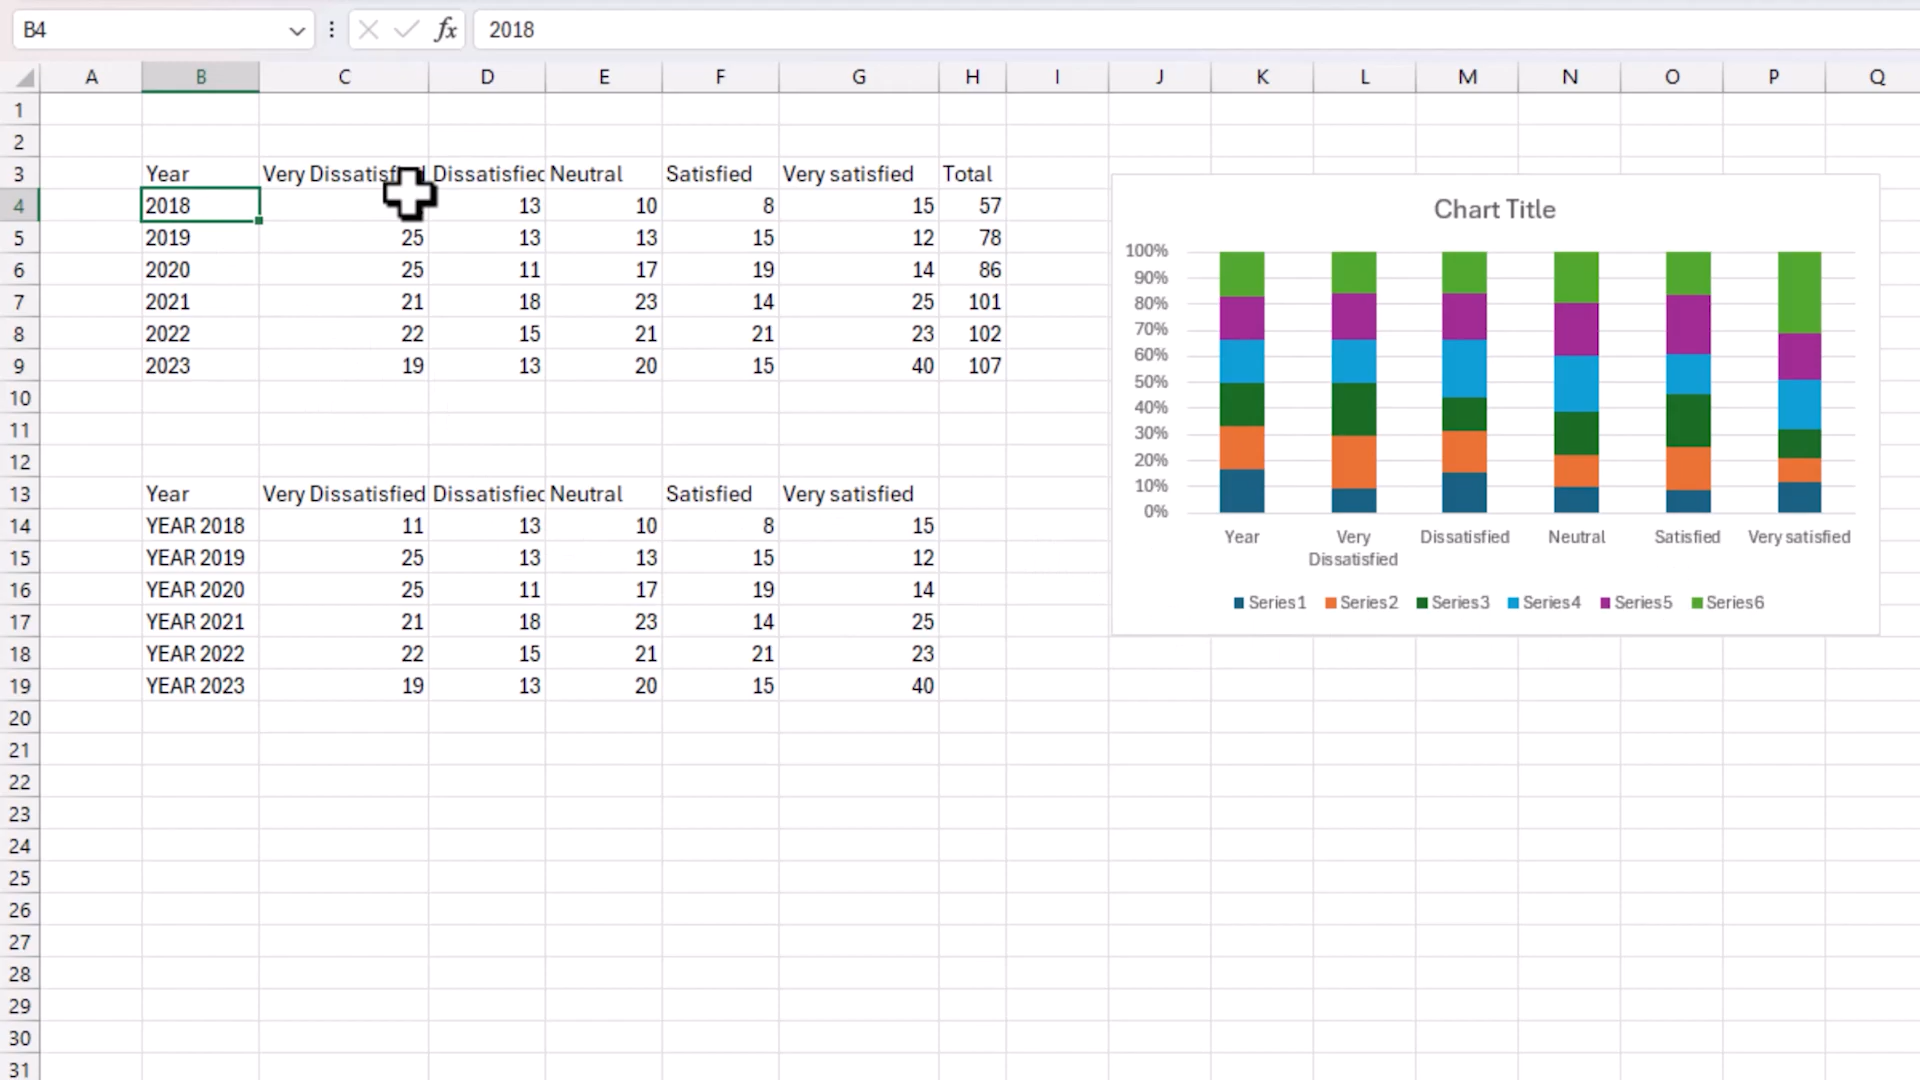 B4 fx 2018
A B C D E F G H I J K L M N O P Q
1
2
3 Year Very Dissatisfied Dissatisfied Neutral Satisfied Very satisfied Total
4 2018 13 10 8 15 57
5 2019 25 13 13 15 12 78
6 2020 25 11 17 19 14 86
7 2021 21 18 23 14 25 101
8 2022 22 15 21 21 23 102
9 2023 19 13 20 15 40 107
10
11
12
13 Year Very Dissatisfied Dissatisfied Neutral Satisfied Very satisfied
14 YEAR 2018 11 13 10 8 15
15 YEAR 2019 25 13 13 15 12
16 YEAR 2020 25 11 17 19 14
17 YEAR 2021 21 18 23 14 25
18 YEAR 2022 22 15 21 21 23
19 YEAR 2023 19 13 20 15 40
20
21
22
23
24
25
26
27
28
29
30
31
Chart Title
100%
90%
80%
70%
60%
50%
40%
30%
20%
10%
0%
Year Very Dissatisfied Neutral Satisfied Very satisfied
Dissatisfied
Series1 Series2 Series3 Series4 Series5 Series6